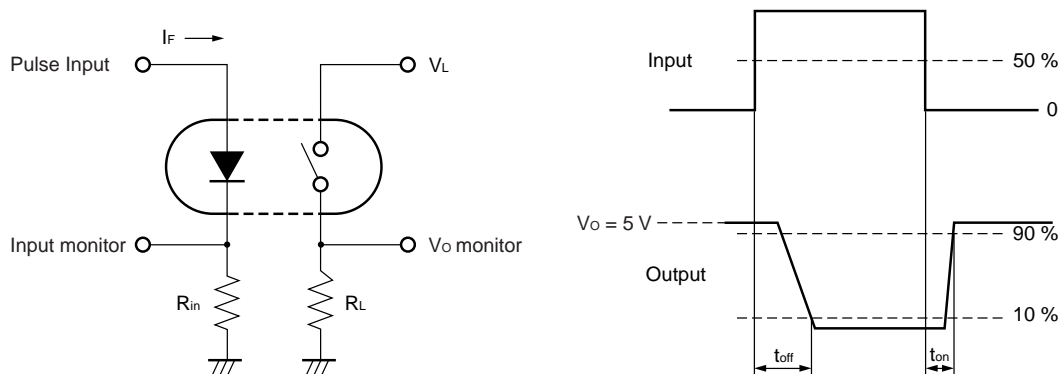 IF
Pulse Input
VL
Input monitor
VO monitor
Rin
RL
Input
50 %
0
VO = 5 V
90 %
Output
10 %
toff
ton